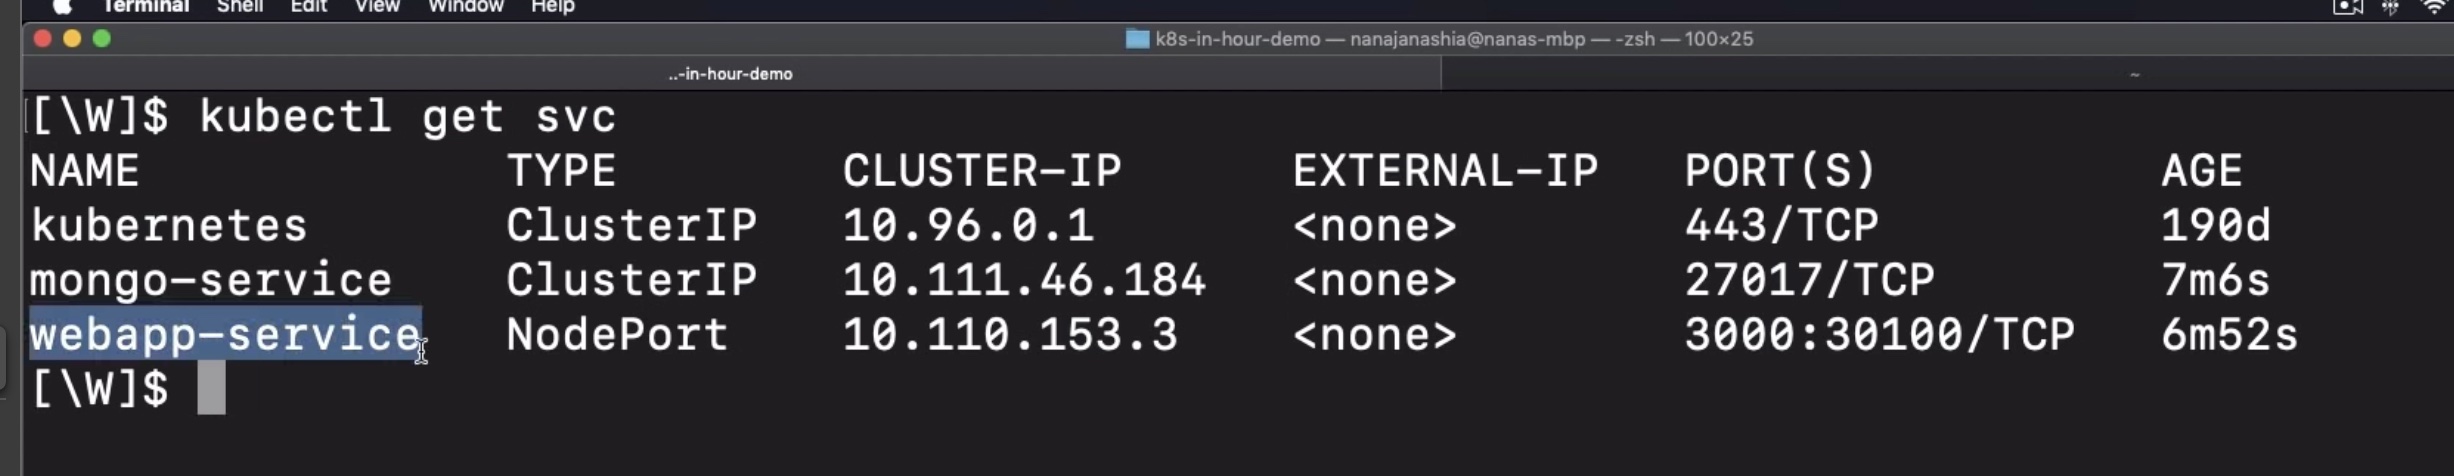 Terminal Shell Edit View Window Help
k8s-in-hour-demo — nanajanashia@nanas-mbp — -zsh — 100×25
..-in-hour-demo ~
[\W]$ kubectl get svc
NAME TYPE CLUSTER-IP EXTERNAL-IP PORT(S) AGE
kubernetes ClusterIP 10.96.0.1 <none> 443/TCP 190d
mongo-service ClusterIP 10.111.46.184 <none> 27017/TCP 7m6s
webapp-service NodePort 10.110.153.3 <none> 3000:30100/TCP 6m52s
[\W]$